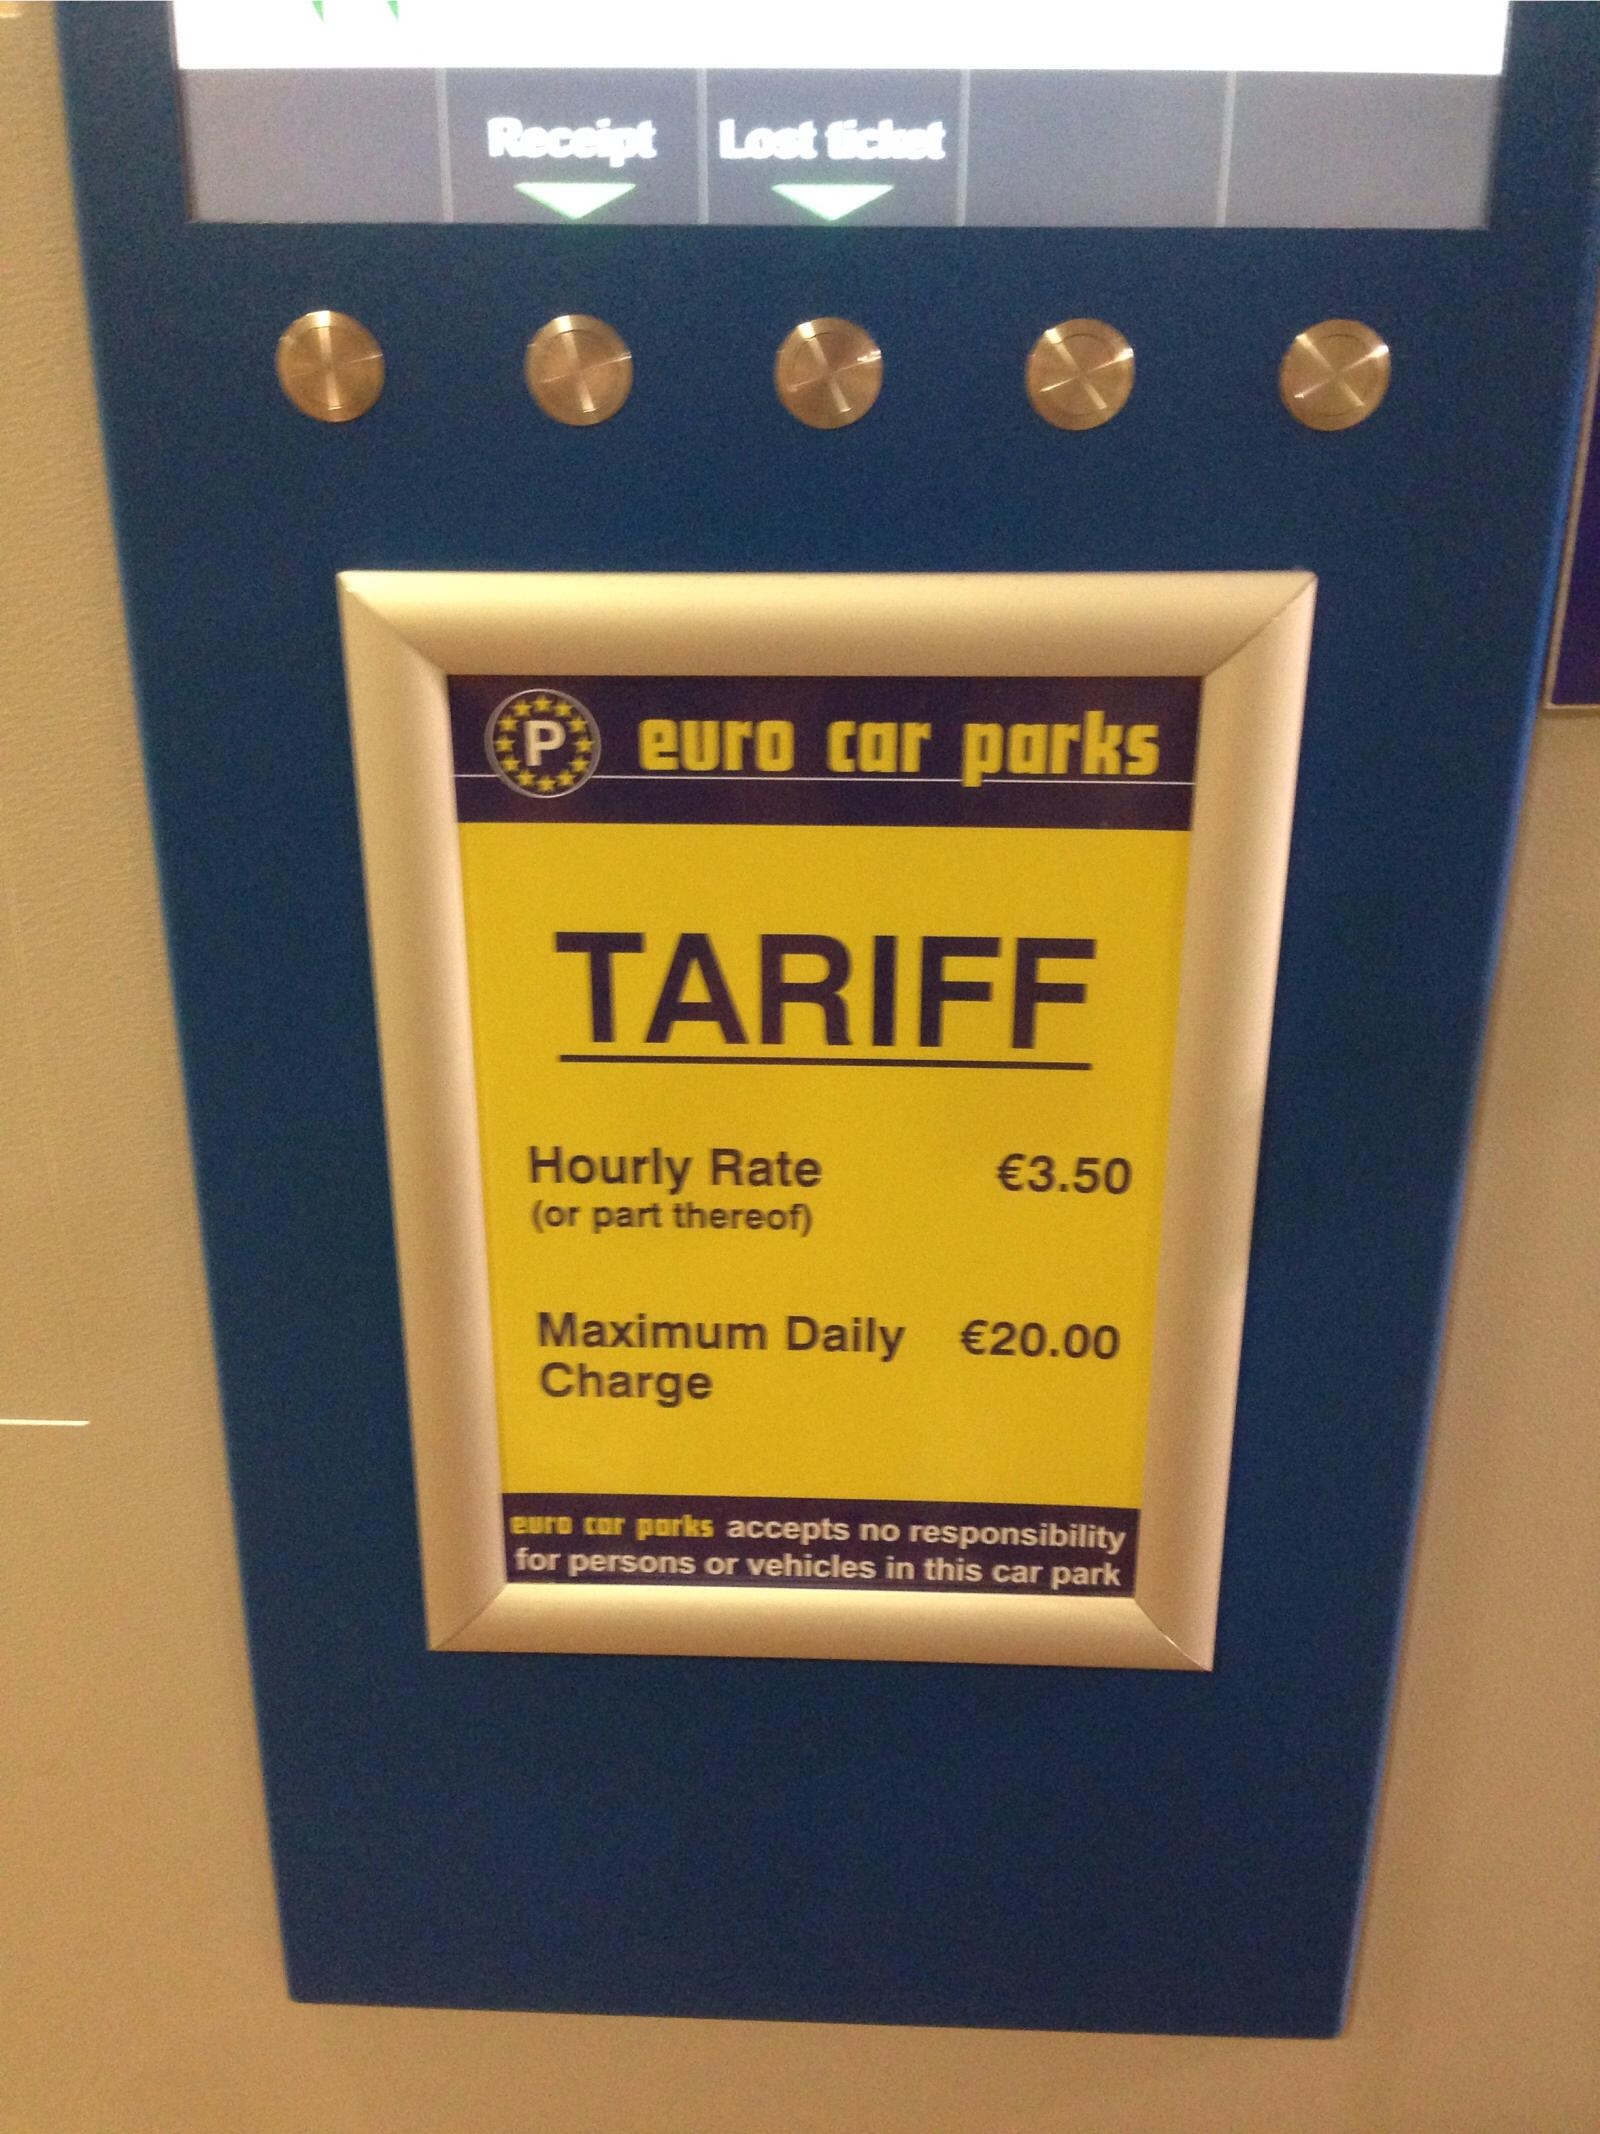 Receipt
Lost ticket
P euro car parks
TARIFF
Hourly Rate €3.50
(or part thereof)
Maximum Daily €20.00
Charge
euro car parks accepts no responsibility
for persons or vehicles in this car park